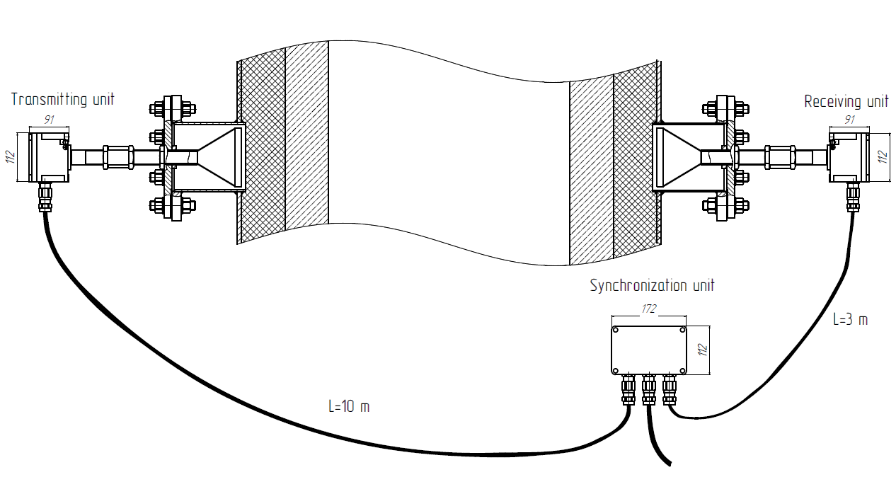 Transmitting unit
91
112
Receiving unit
91
112
Synchronization unit
172
112
L=3 m
L=10 m